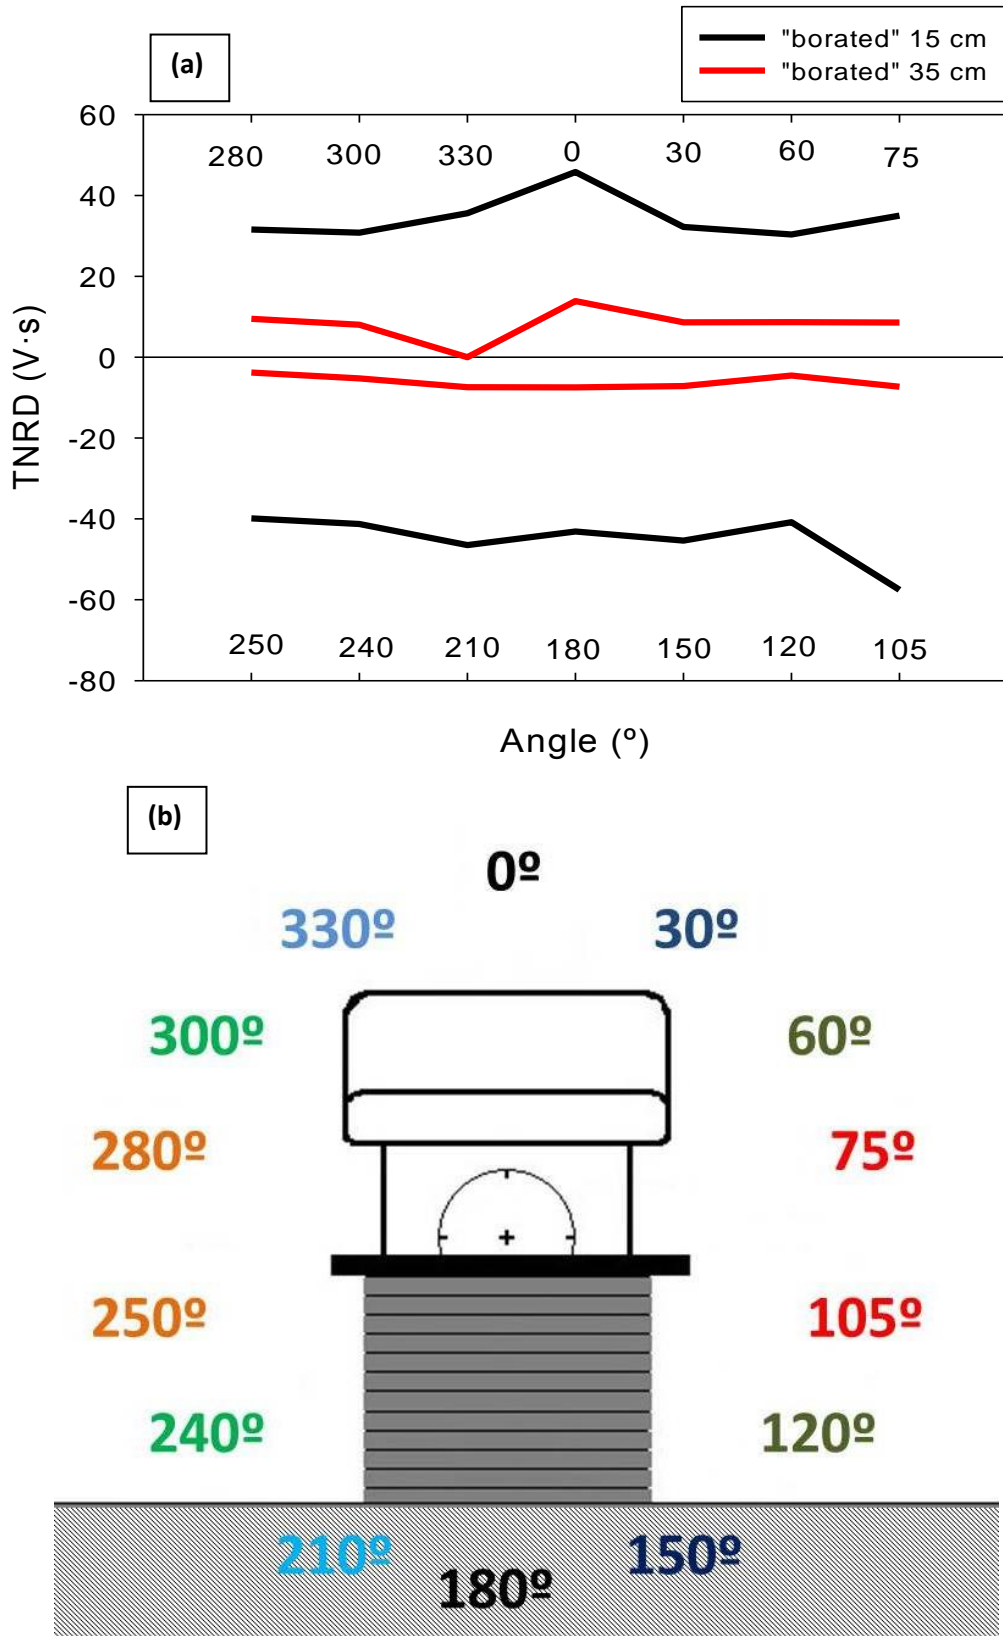 "borated" 15 cm
"borated" 35 cm
(a)
60
40
20
0
-20
-40
-60
-80
TNRD (V·s)
280 300 330 0 30 60 75
250 240 210 180 150 120 105
Angle (º)
(b)
0º
330º 30º
300º 60º
280º 75º
250º 105º
240º 120º
210º 150º
180º